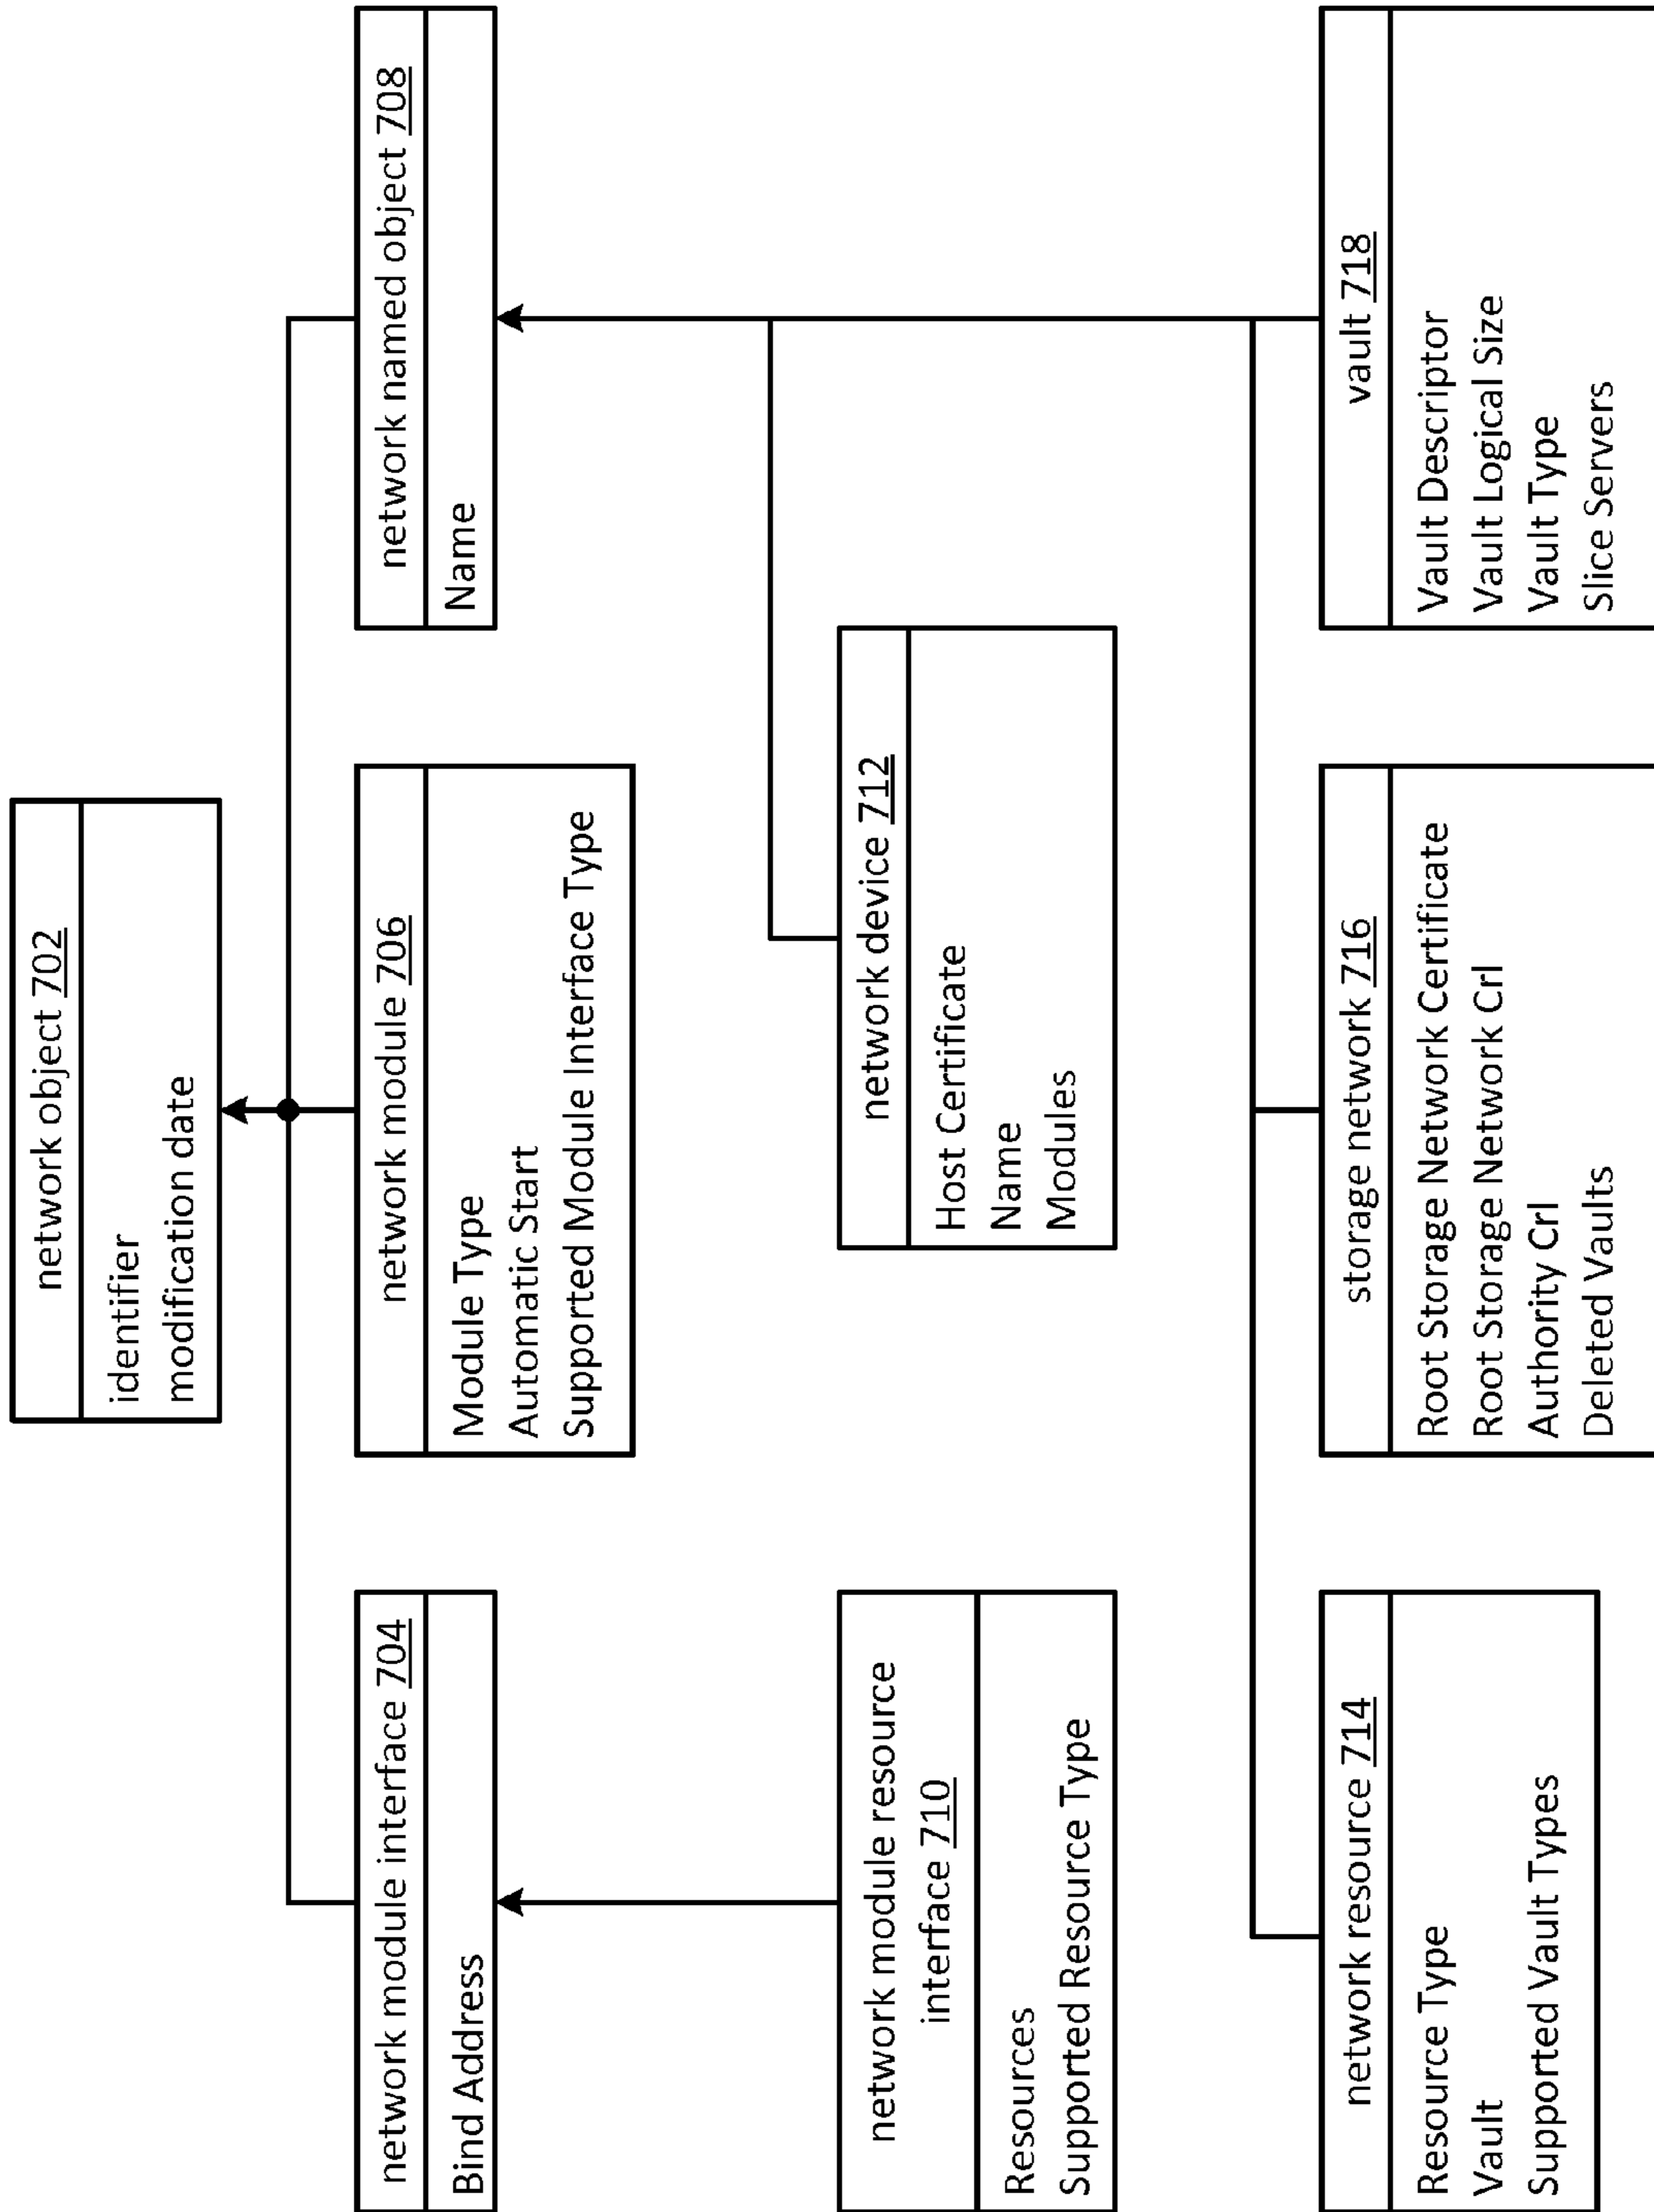 network object 702
identifier
modification date
network module interface 704
Bind Address
network module 706
Module Type
Automatic Start
Supported Module Interface Type
network named object 708
Name
network module resource
interface 710
Resources
Supported Resource Type
network device 712
Host Certificate
Name
Modules
network resource 714
Resource Type
Vault
Supported Vault Types
storage network 716
Root Storage Network Certificate
Root Storage Network Crl
Authority Crl
Deleted Vaults
vault 718
Vault Descriptor
Vault Logical Size
Vault Type
Slice Servers